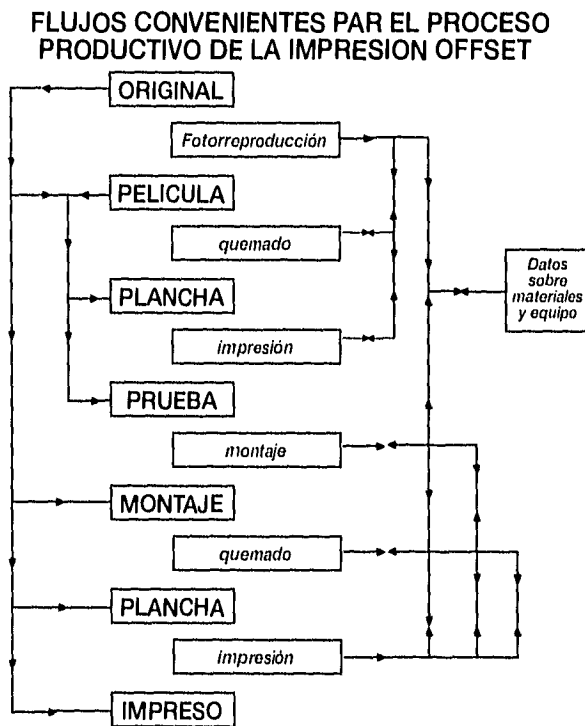 FLUJOS CONVENIENTES PAR EL PROCESO
PRODUCTIVO DE LA IMPRESION OFFSET
ORIGINAL
Fotorreproducción
PELICULA
quemado
Datos
sobre
materiales
y equipo
PLANCHA
impresión
PRUEBA
montaje
MONTAJE
quemado
PLANCHA
impresión
IMPRESO